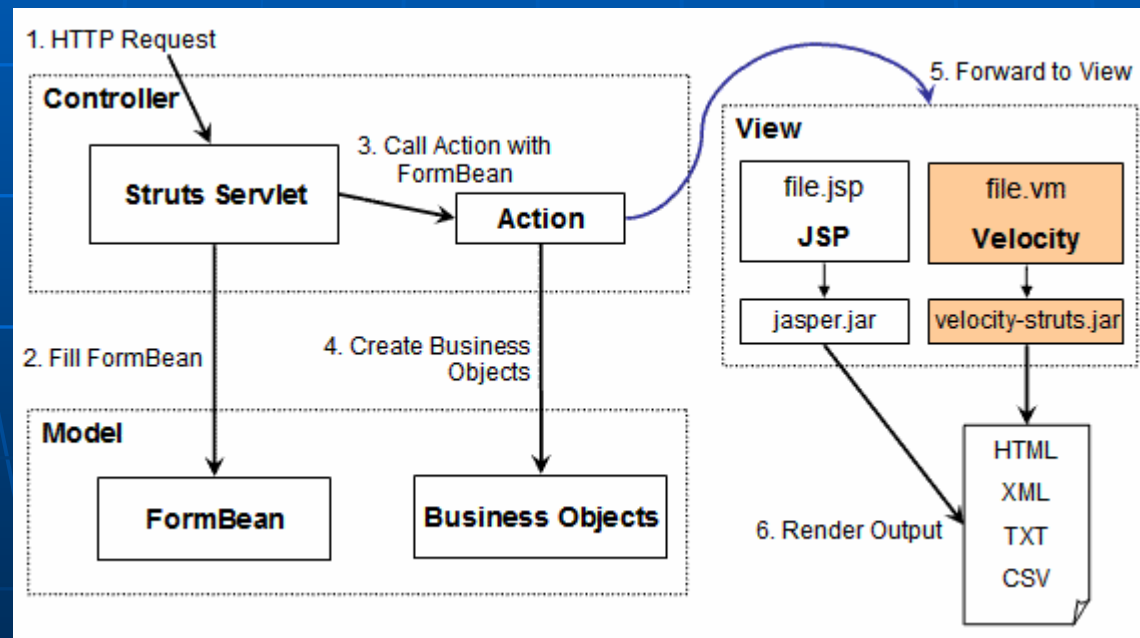 1. HTTP Request
Controller
Struts Servlet
3. Call Action with
FormBean
Action
5. Forward to View
View
file.jsp
JSP
file.vm
Velocity
jasper.jar
velocity-struts.jar
2. Fill FormBean
4. Create Business
Objects
Model
FormBean
Business Objects
6. Render Output
HTML
XML
TXT
CSV